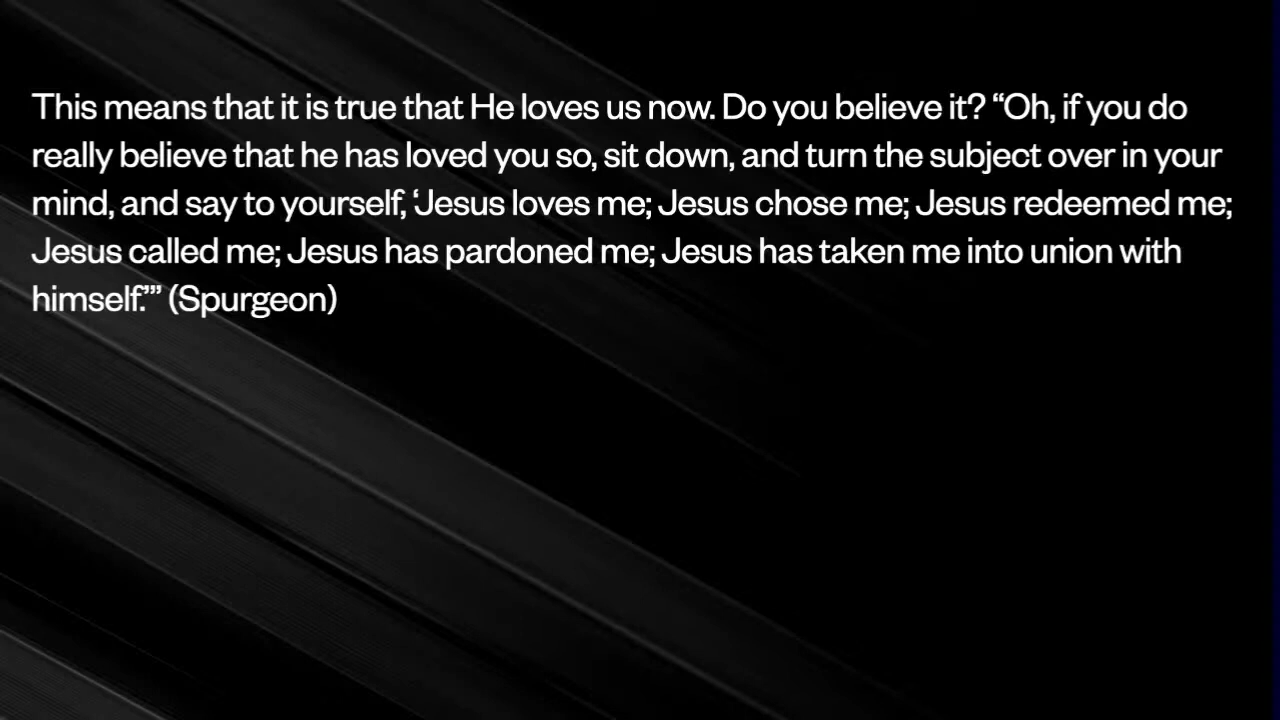 This means that it is true that He loves us now. Do you believe it? “Oh, if you do
really believe that he has loved you so, sit down, and turn the subject over in your
mind, and say to yourself, ‘Jesus loves me; Jesus chose me; Jesus redeemed me;
Jesus called me; Jesus has pardoned me; Jesus has taken me into union with
himself.’” (Spurgeon)